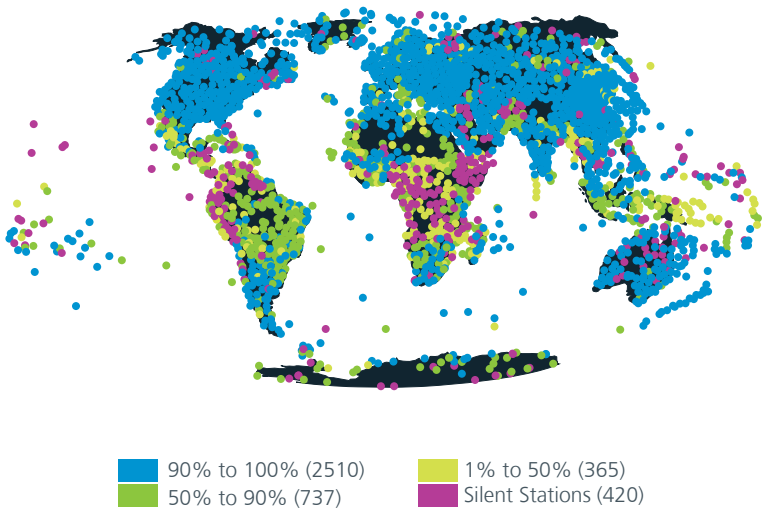 90% to 100% (2510)
50% to 90% (737)
1% to 50% (365)
Silent Stations (420)